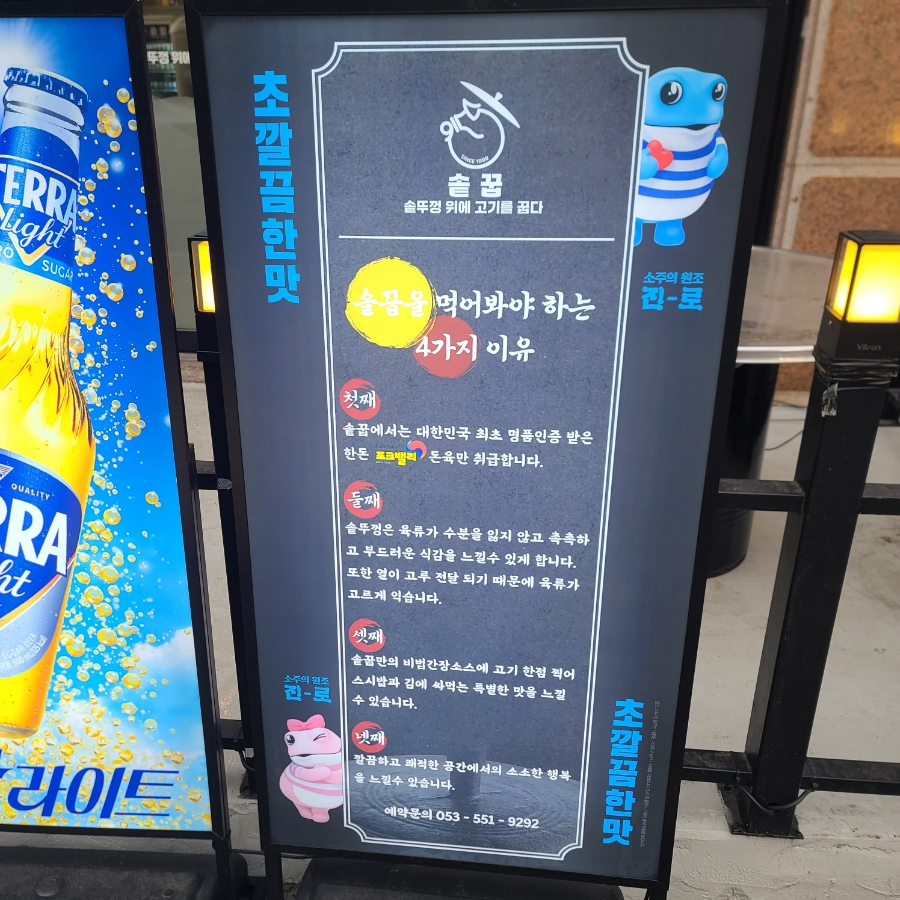 TERRA
Light
ZERO SUGAR
QUALITY
TERRA
Light
라이트
뚜껑 위에
초깔끔한맛
SINCE 1989
솥꿉
솥뚜껑 위에 고기를 꿉다
소주의 원조
진-로
솥꿉을 먹어봐야 하는
4가지 이유
첫째
솥꿉에서는 대한민국 최초 명품인증 받은
한돈 포크밸리 돈육만 취급합니다.
둘째
솥뚜껑은 육류가 수분을 잃지 않고 촉촉하
고 부드러운 식감을 느낄수 있게 합니다.
또한 열이 고루 전달 되기 때문에 육류가
고르게 익습니다.
셋째
솥꿉만의 비법간장소스에 고기 한점 찍어
스시밥과 김에 싸먹는 특별한 맛을 느낄
수 있습니다.
넷째
깔끔하고 쾌적한 공간에서의 소소한 행복
을 느낄수 있습니다.
예약문의 053 - 551 - 9292
소주의 원조
진-로
초깔끔한맛
Vitron